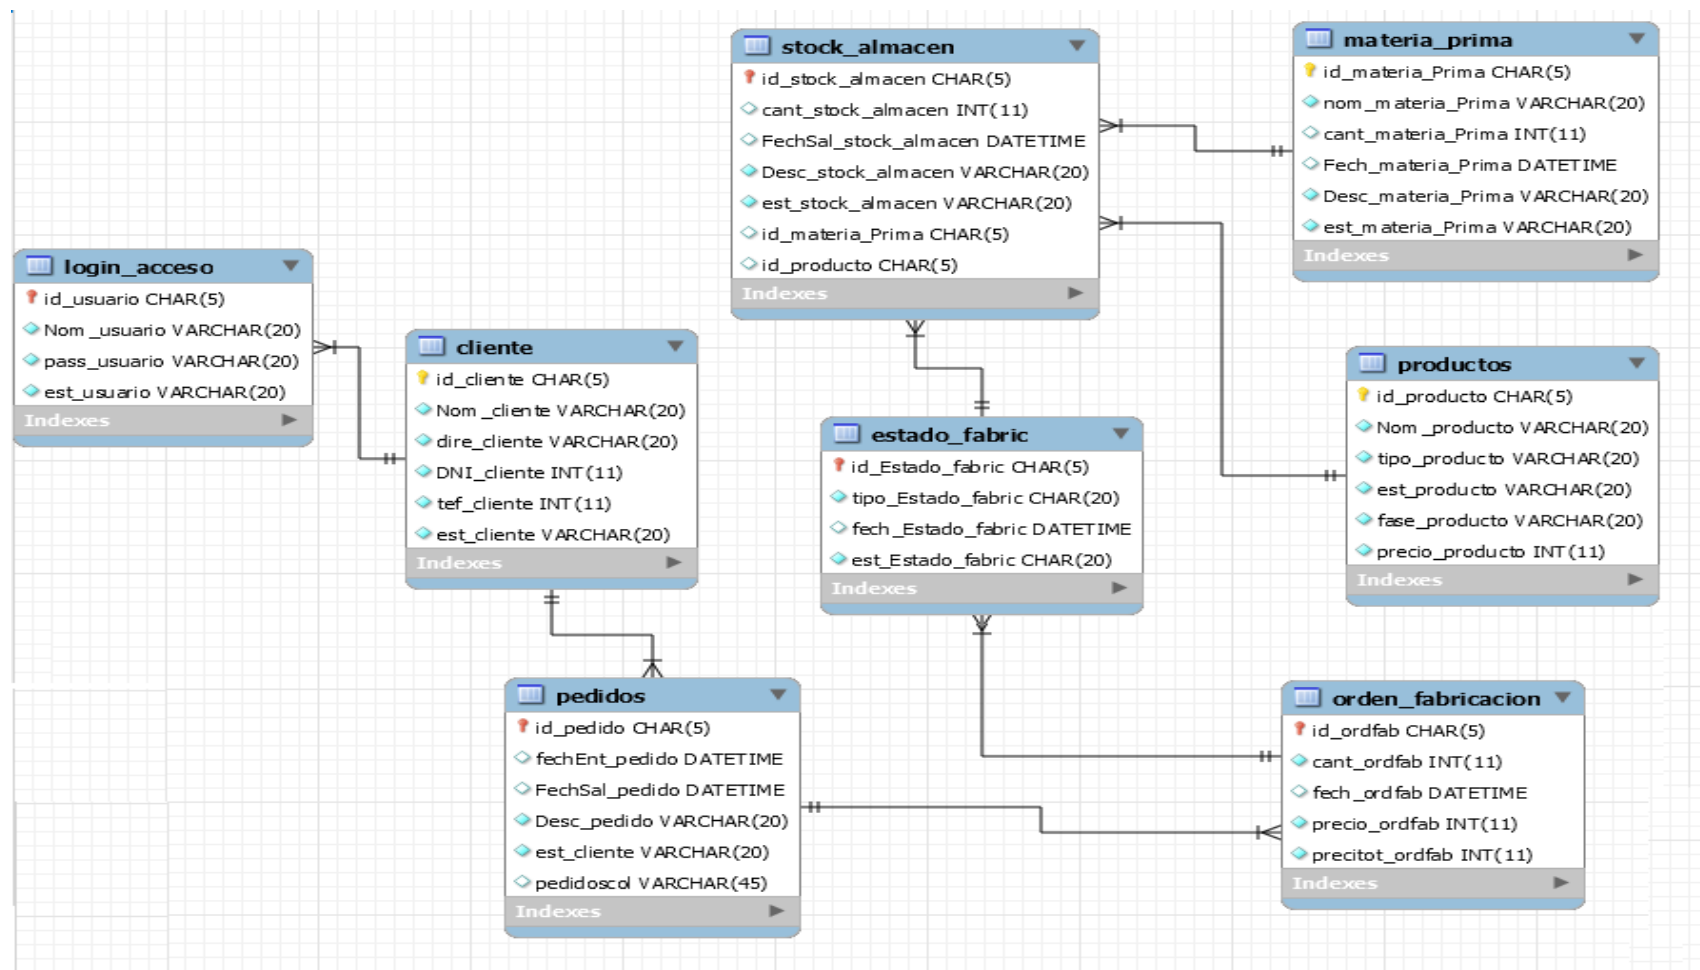 stock_almacen
id_stock_almacen CHAR(5)
cant_stock_almacen INT(11)
FechSal_stock_almacen DATETIME
Desc_stock_almacen VARCHAR(20)
est_stock_almacen VARCHAR(20)
id_materia_Prima CHAR(5)
id_producto CHAR(5)
Indexes
materia_prima
id_materia_Prima CHAR(5)
nom_materia_Prima VARCHAR(20)
cant_materia_Prima INT(11)
Fech_materia_Prima DATETIME
Desc_materia_Prima VARCHAR(20)
est_materia_Prima VARCHAR(20)
Indexes
login_acceso
id_usuario CHAR(5)
Nom_usuario VARCHAR(20)
pass_usuario VARCHAR(20)
est_usuario VARCHAR(20)
Indexes
cliente
id_cliente CHAR(5)
Nom_cliente VARCHAR(20)
dire_cliente VARCHAR(20)
DNI_cliente INT(11)
tef_cliente INT(11)
est_cliente VARCHAR(20)
Indexes
estado_fabric
id_Estado_fabric CHAR(5)
tipo_Estado_fabric CHAR(20)
fech_Estado_fabric DATETIME
est_Estado_fabric CHAR(20)
Indexes
productos
id_producto CHAR(5)
Nom_producto VARCHAR(20)
tipo_producto VARCHAR(20)
est_producto VARCHAR(20)
fase_producto VARCHAR(20)
precio_producto INT(11)
Indexes
pedidos
id_pedido CHAR(5)
fechEnt_pedido DATETIME
FechSal_pedido DATETIME
Desc_pedido VARCHAR(20)
est_cliente VARCHAR(20)
pedidoscol VARCHAR(45)
Indexes
orden_fabricacion
id_ordfab CHAR(5)
cant_ordfab INT(11)
fech_ordfab DATETIME
precio_ordfab INT(11)
precitot_ordfab INT(11)
Indexes